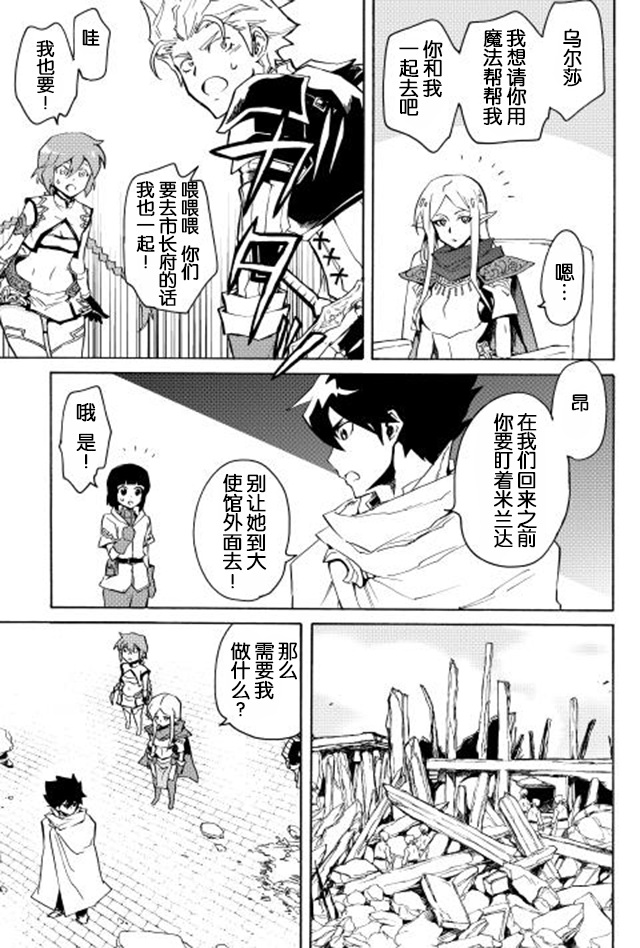 乌尔莎
我想请你用
魔法帮帮我
你和我
一起去吧
嗯…
哇
我也要！
喂喂喂 你们
要去市长府的话
我也一起！
昂
在我们回来之前
你要盯着米兰达
别让她到大
使馆外面去！
哦
是！
那么
需要我
做什么？